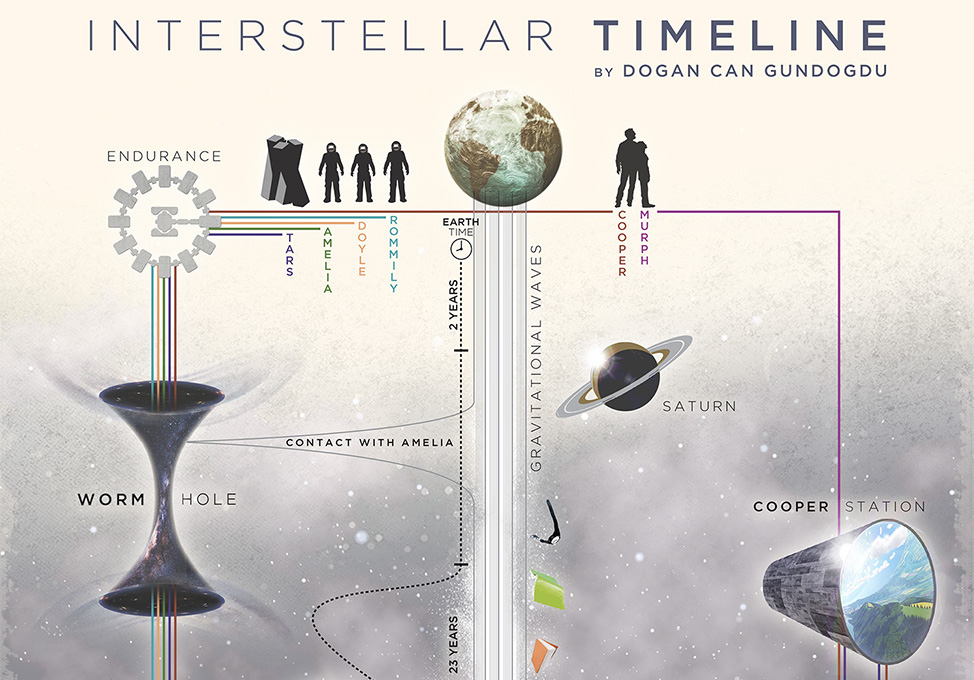 INTERSTELLAR TIMELINE
BY DOGAN CAN GUNDOGDU
ENDURANCE
TARS
AMELIA
DOYLE
ROMMILY
EARTH
TIME
COOPER
MURPH
2 YEARS
GRAVITATIONAL WAVES
SATURN
CONTACT WITH AMELIA
WORM HOLE
COOPER STATION
23 YEARS